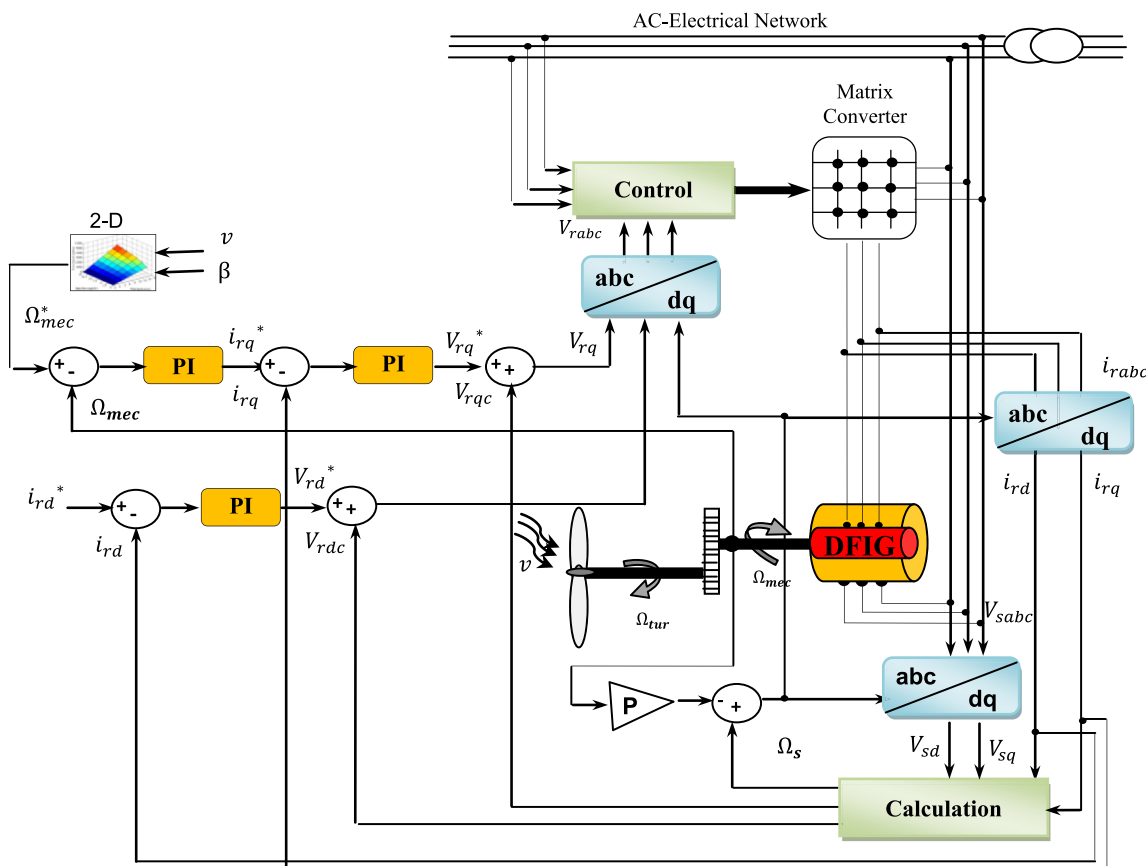 AC-Electrical Network
Matrix
Converter
Control
V_rabc
2-D
v
β
abc
dq
Ω*_mec
i_rq*
V_rq*
V_rq
+
-
PI
+
-
PI
+
+
i_rabc
Ω_mec
i_rq
V_rqc
abc
dq
i_rd*
+
-
PI
V_rd*
+
+
i_rd
i_rq
i_rd
V_rdc
v
DFIG
Ω_mec
Ω_tur
V_sabc
P
-
+
abc
dq
Ω_s
V_sd
V_sq
Calculation